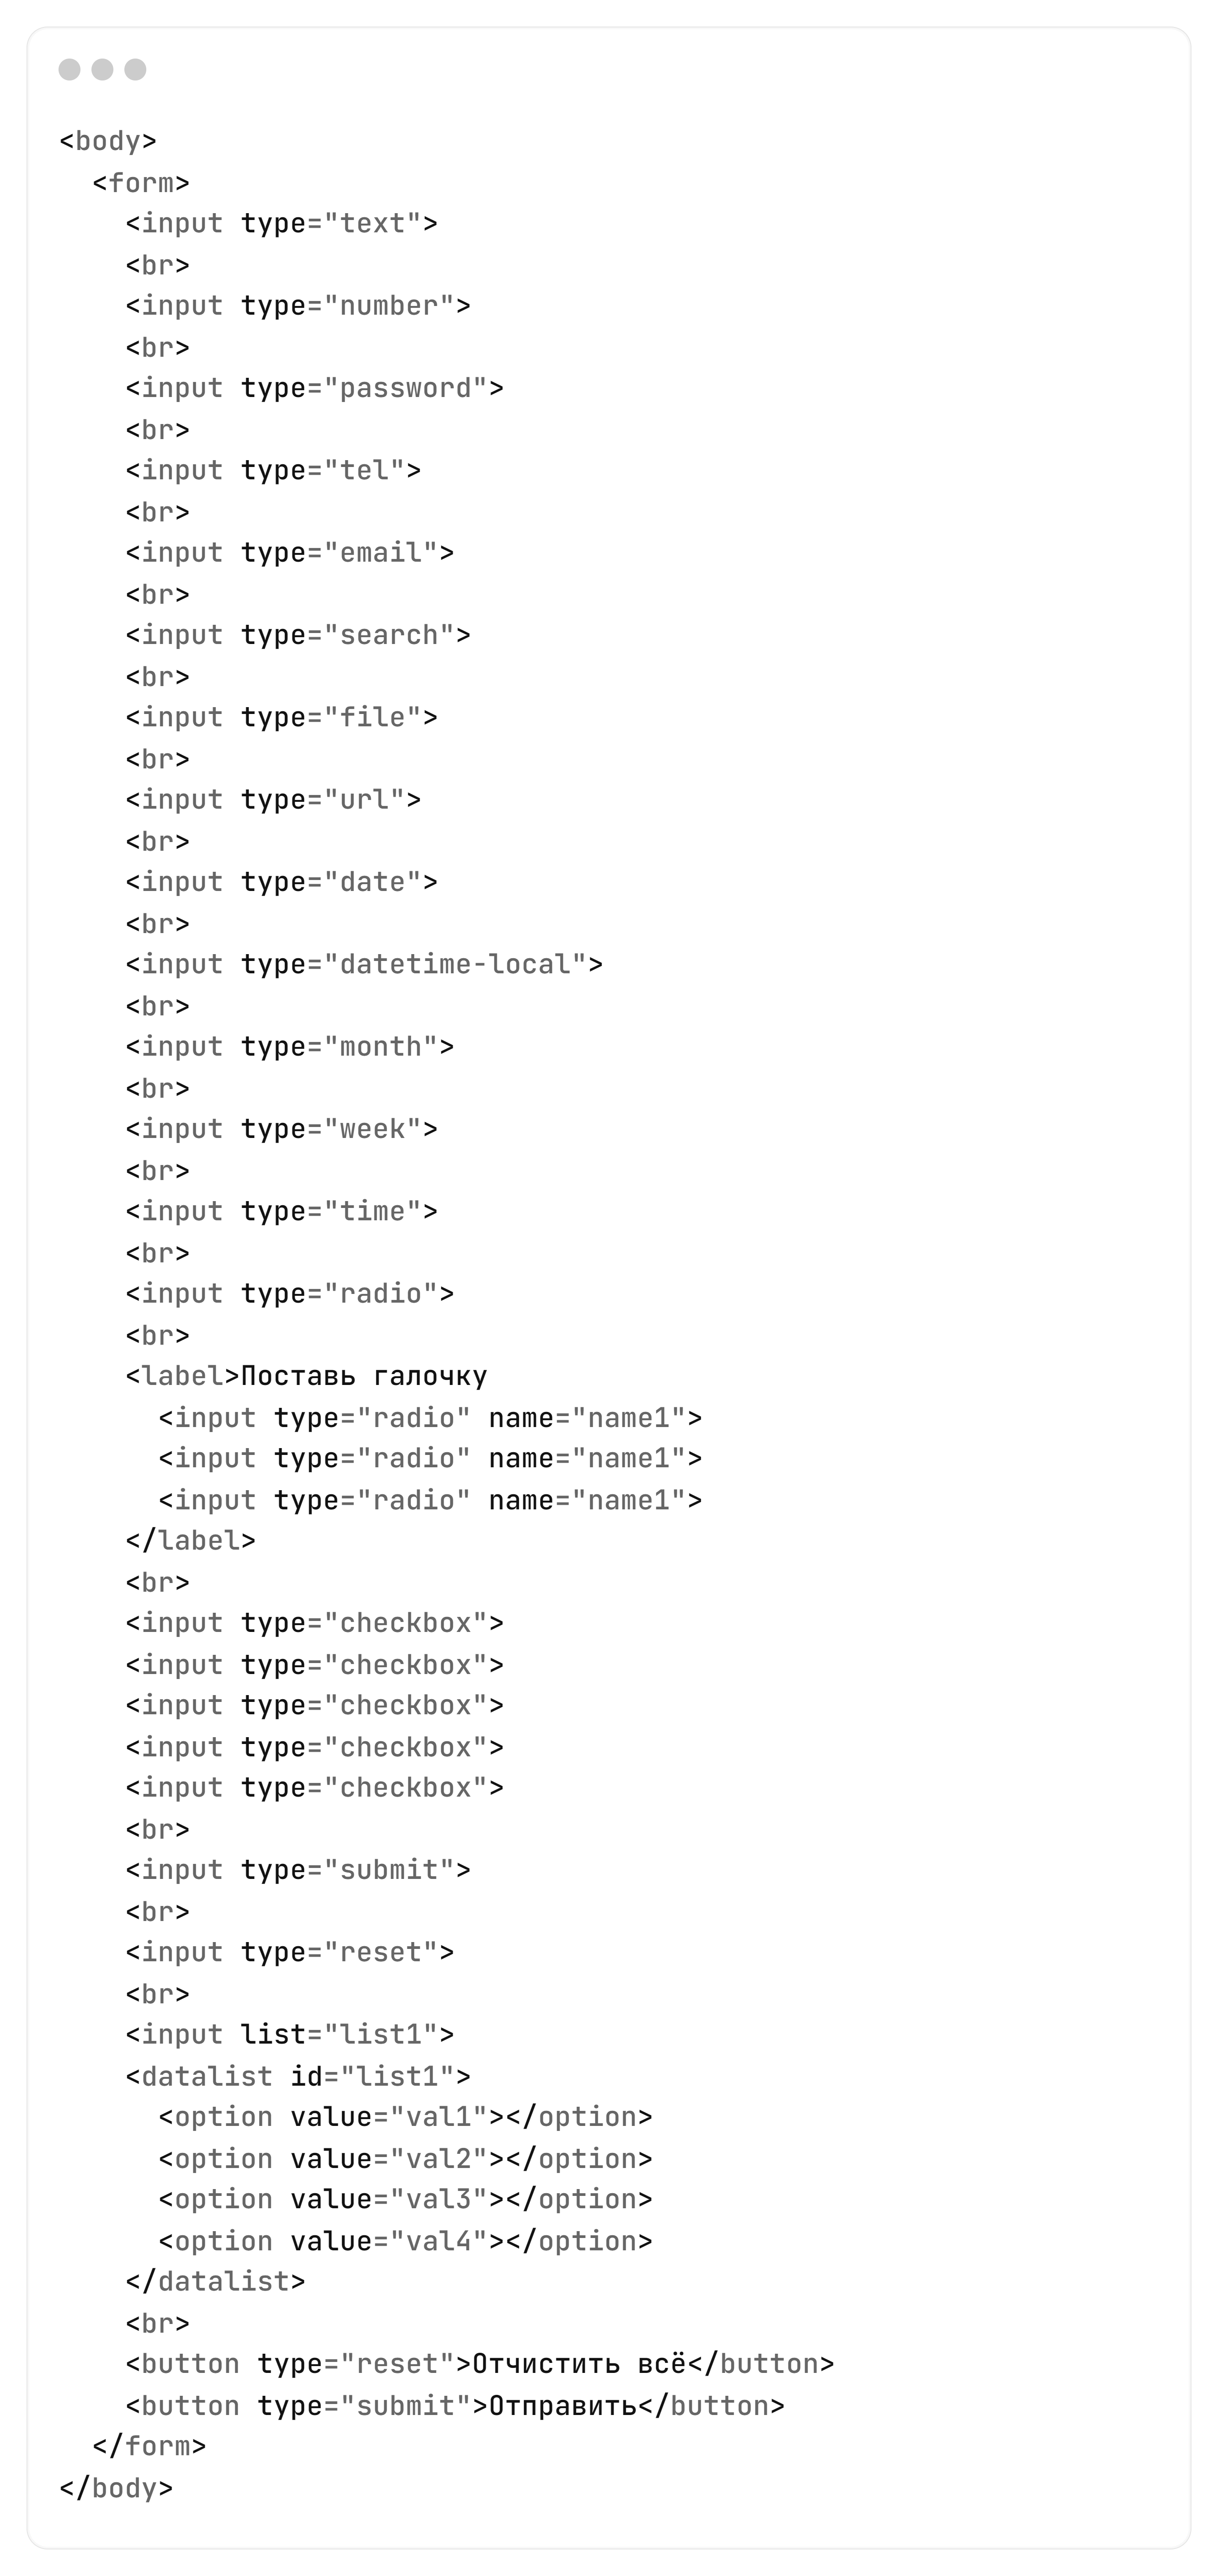 <body>
  <form>
    <input type="text">
    <br>
    <input type="number">
    <br>
    <input type="password">
    <br>
    <input type="tel">
    <br>
    <input type="email">
    <br>
    <input type="search">
    <br>
    <input type="file">
    <br>
    <input type="url">
    <br>
    <input type="date">
    <br>
    <input type="datetime-local">
    <br>
    <input type="month">
    <br>
    <input type="week">
    <br>
    <input type="time">
    <br>
    <input type="radio">
    <br>
    <label>Поставь галочку
      <input type="radio" name="name1">
      <input type="radio" name="name1">
      <input type="radio" name="name1">
    </label>
    <br>
    <input type="checkbox">
    <input type="checkbox">
    <input type="checkbox">
    <input type="checkbox">
    <input type="checkbox">
    <br>
    <input type="submit">
    <br>
    <input type="reset">
    <br>
    <input list="list1">
    <datalist id="list1">
      <option value="val1"></option>
      <option value="val2"></option>
      <option value="val3"></option>
      <option value="val4"></option>
    </datalist>
    <br>
    <button type="reset">Отчистить всё</button>
    <button type="submit">Отправить</button>
  </form>
</body>